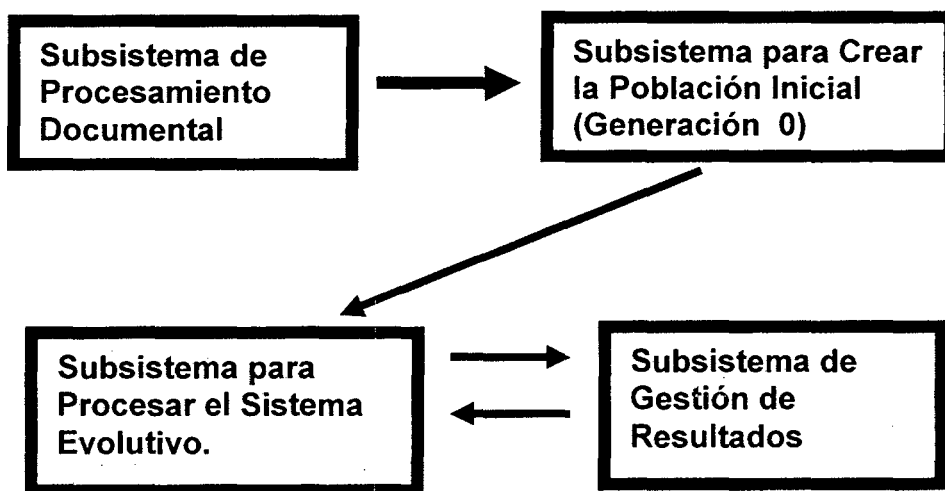 Subsistema de
Procesamiento
Documental
Subsistema para Crear
la Población Inicial
(Generación 0)
Subsistema para
Procesar el Sistema
Evolutivo.
Subsistema de
Gestión de
Resultados